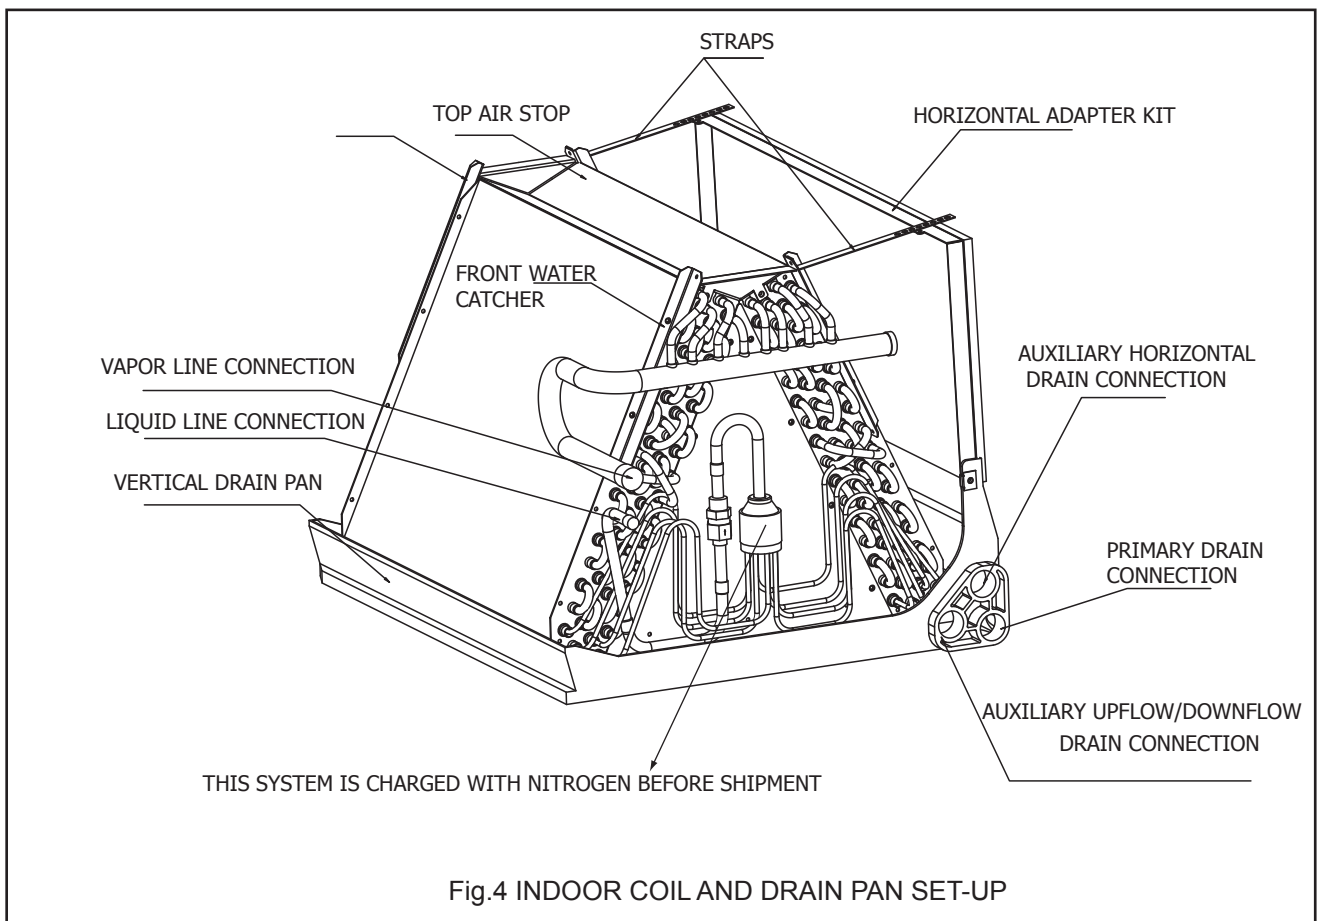 STRAPS
TOP AIR STOP
HORIZONTAL ADAPTER KIT
FRONT WATER
CATCHER
VAPOR LINE CONNECTION
LIQUID LINE CONNECTION
VERTICAL DRAIN PAN
AUXILIARY HORIZONTAL
DRAIN CONNECTION
PRIMARY DRAIN
CONNECTION
AUXILIARY UPFLOW/DOWNFLOW
DRAIN CONNECTION
THIS SYSTEM IS CHARGED WITH NITROGEN BEFORE SHIPMENT
Fig.4 INDOOR COIL AND DRAIN PAN SET-UP